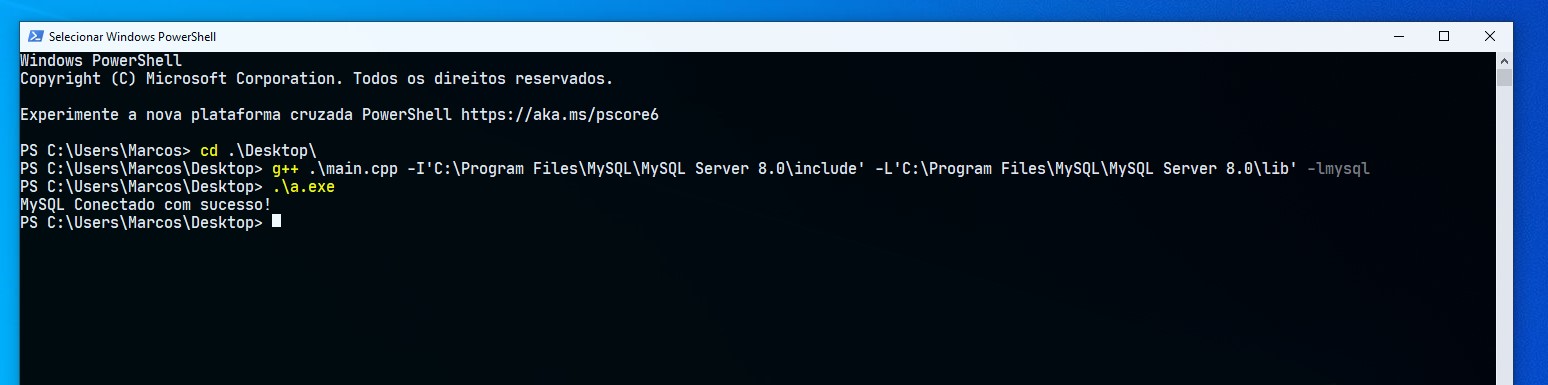 Selecionar Windows PowerShell
Windows PowerShell
Copyright (C) Microsoft Corporation. Todos os direitos reservados.
Experimente a nova plataforma cruzada PowerShell https://aka.ms/pscore6
PS C:\Users\Marcos> cd .\Desktop\
PS C:\Users\Marcos\Desktop> g++ .\main.cpp -I'C:\Program Files\MySQL\MySQL Server 8.0\include' -L'C:\Program Files\MySQL\MySQL Server 8.0\lib' -lmysql
PS C:\Users\Marcos\Desktop> .\a.exe
MySQL Conectado com sucesso!
PS C:\Users\Marcos\Desktop>